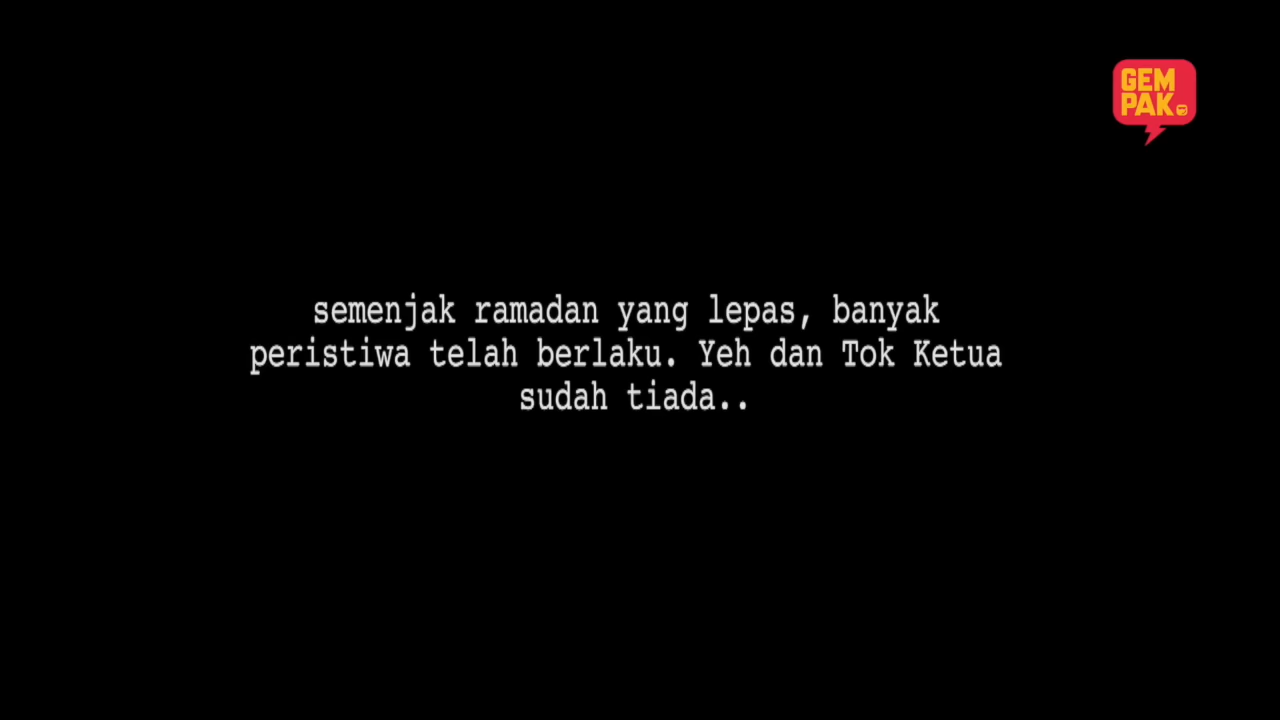 GEM
PAK
semenjak ramadan yang lepas, banyak
peristiwa telah berlaku. Yeh dan Tok Ketua
sudah tiada..